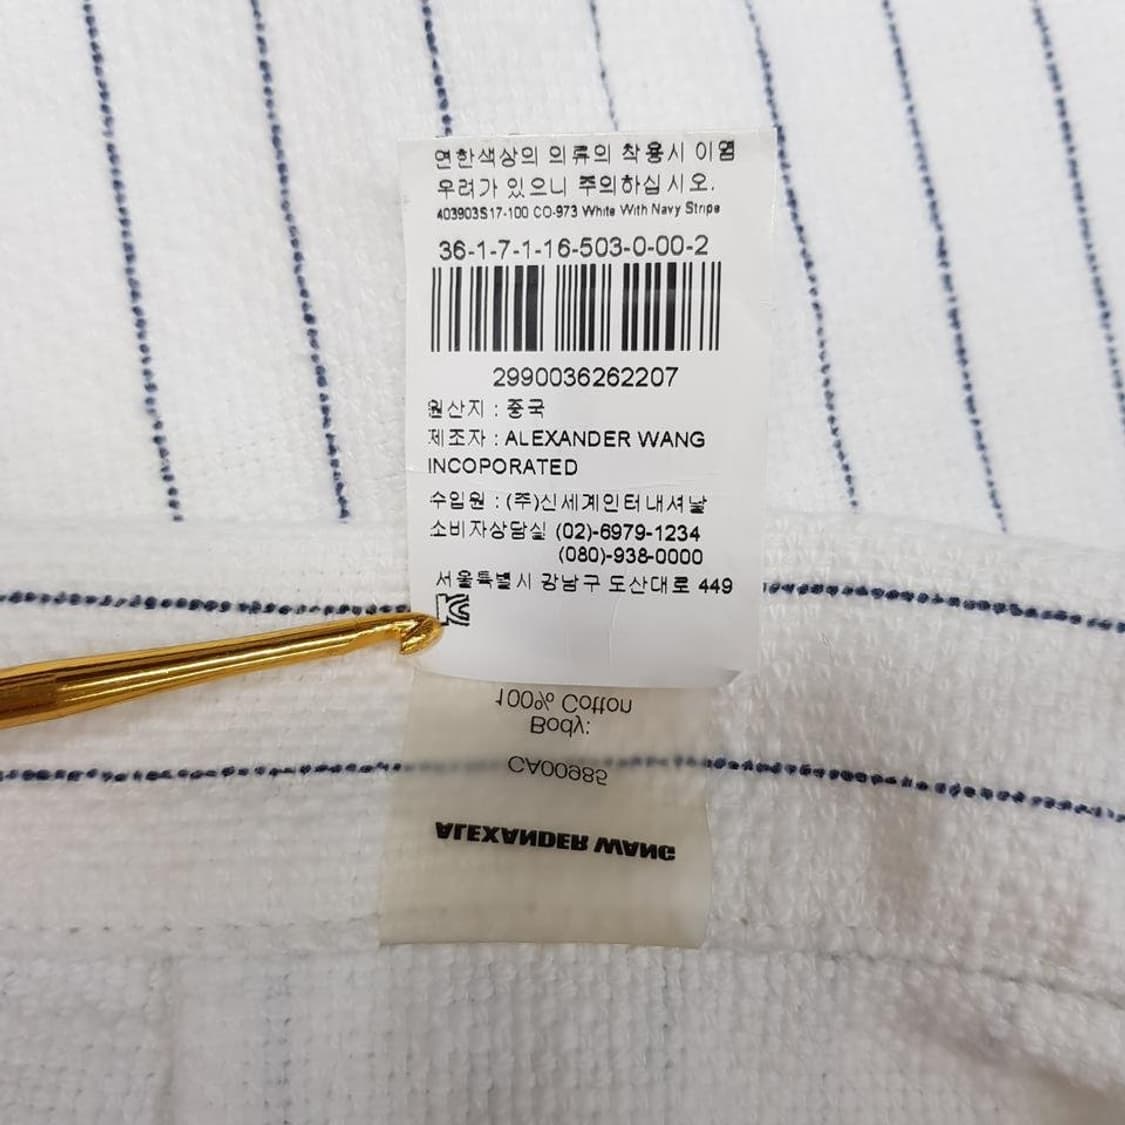 연한색상의 의류의 착용시 이염
우려가 있으니 주의하십시오.
403903S17-100 CO-973 White With Navy Stripe
36-1-7-1-16-503-0-00-2
2990036262207
원산지 : 중국
제조자 : ALEXANDER WANG
INCOPORATED
수입원 : (주)신세계인터내셔날
소비자상담실 (02)-6979-1234
(080)-938-0000
서울특별시 강남구 도산대로 449
100% Cotton
Body:
CA00985
ALEXANDER WANG